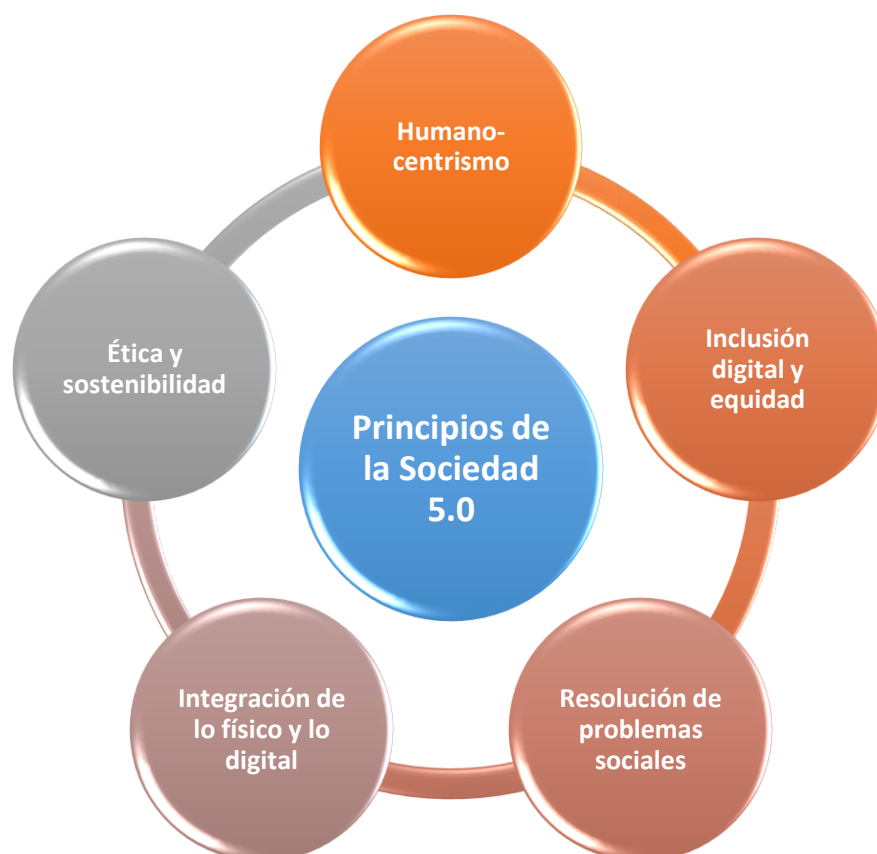 Humano-
centrismo
Inclusión
digital y
equidad
Resolución de
problemas
sociales
Integración de
lo físico y lo
digital
Ética y
sostenibilidad
Principios de
la Sociedad
5.0